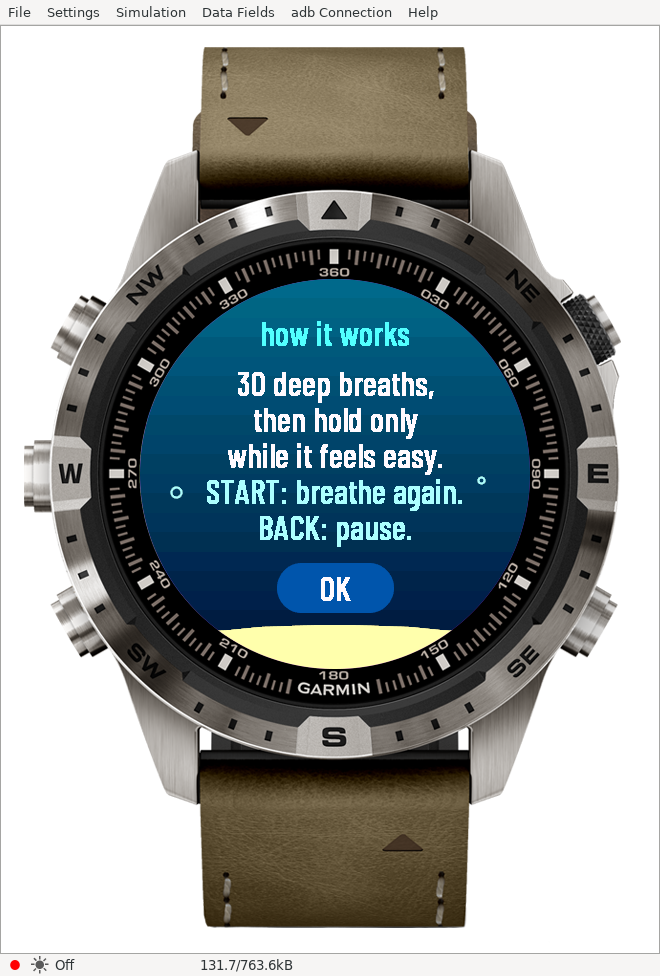 File Settings Simulation Data Fields adb Connection Help
360
330 030
NW NE
300 060
how it works
30 deep breaths,
then hold only
while it feels easy.
W 270 090 E
START: breathe again.
BACK: pause.
OK
240 120
210 150
SW SE
180
GARMIN
S
Off 131.7/763.6kB